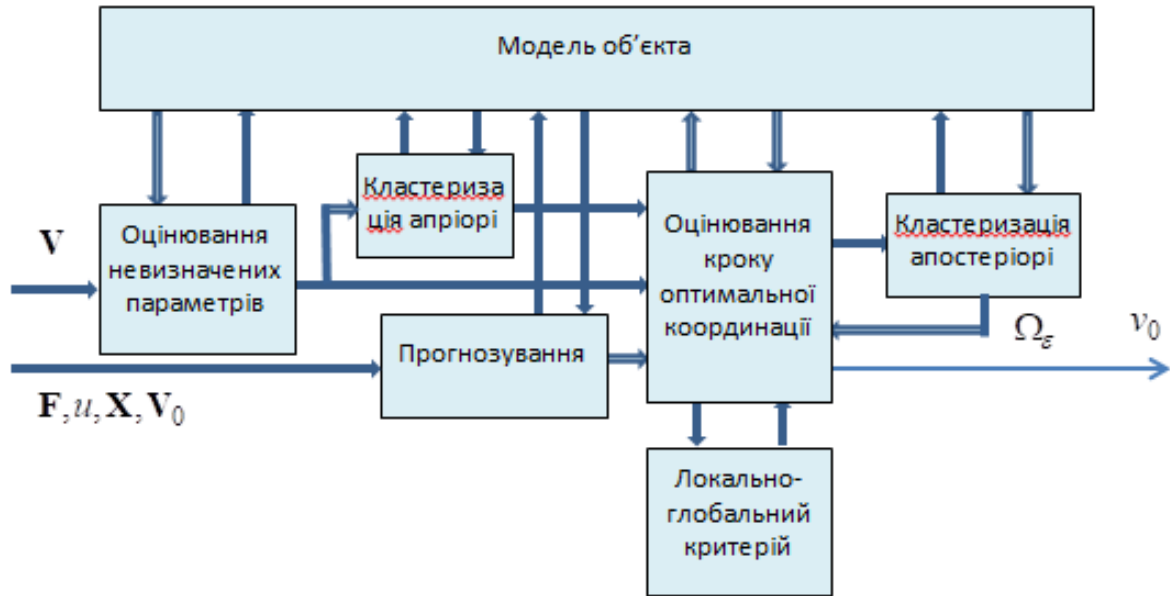 Модель об’єкта
Кластериза
ція апріорі
Оцінювання
невизначених
параметрів
V
Оцінювання
кроку
оптимальної
координації
Кластеризація
апостеріорі
Прогнозування
Ωε
v0
F,u,X,V0
Локально-
глобальний
критерій